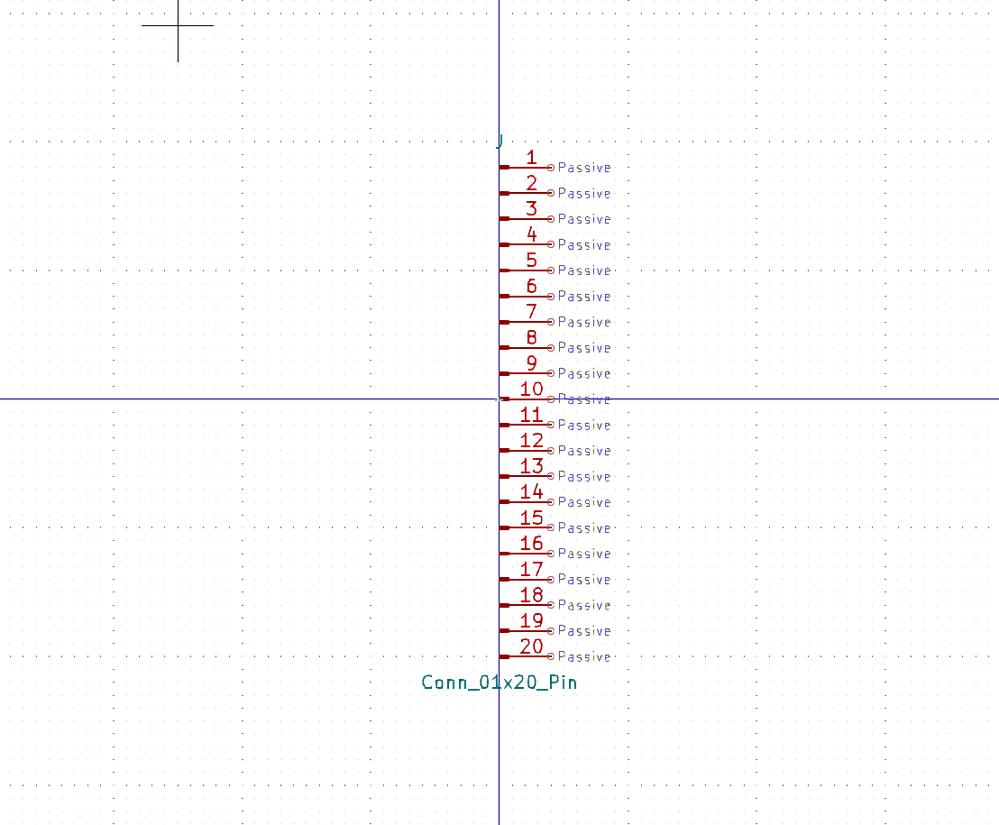 J
1 Passive
2 Passive
3 Passive
4 Passive
5 Passive
6 Passive
7 Passive
8 Passive
9 Passive
10 Passive
11 Passive
12 Passive
13 Passive
14 Passive
15 Passive
16 Passive
17 Passive
18 Passive
19 Passive
20 Passive
Conn_01x20_Pin